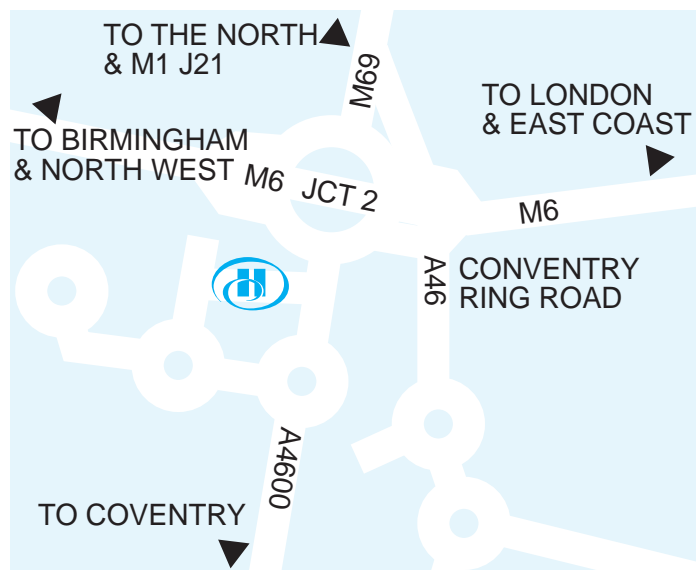 TO THE NORTH
& M1 J21
M69
TO LONDON
& EAST COAST
TO BIRMINGHAM
& NORTH WEST
M6 JCT 2
M6
A46
CONVENTRY
RING ROAD
A4600
TO COVENTRY